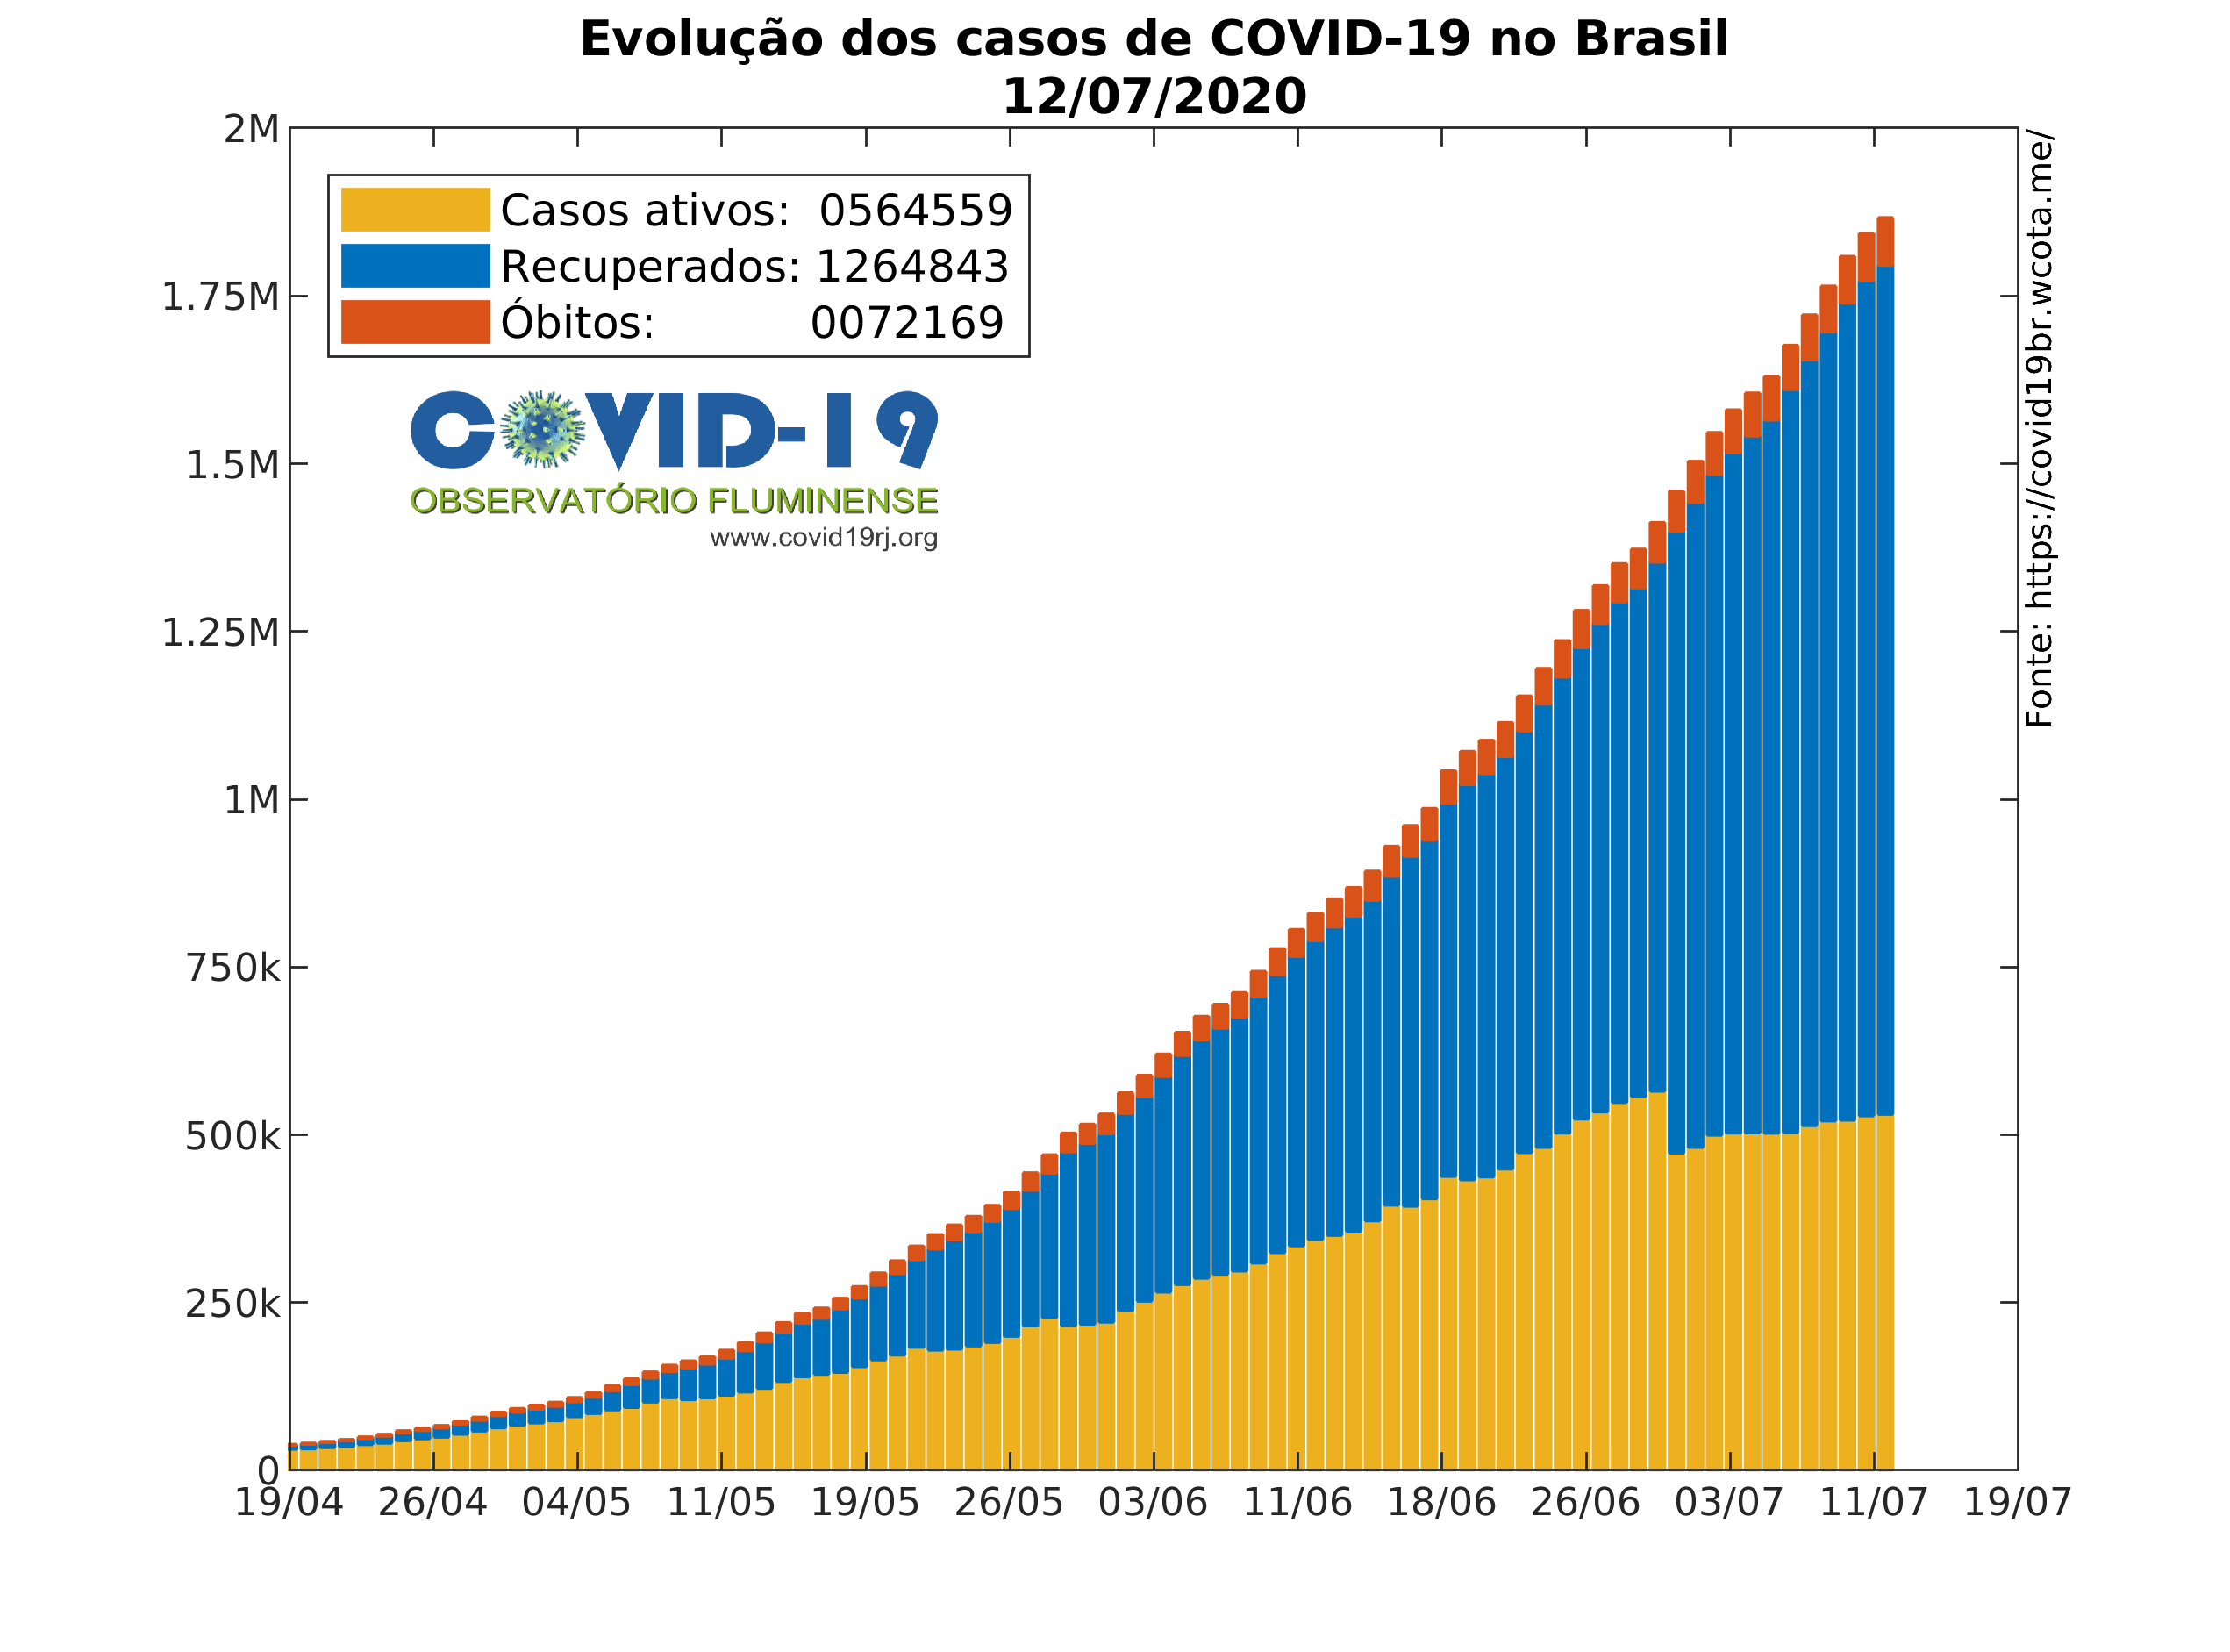 Evolução dos casos de COVID-19 no Brasil
12/07/2020
2M
1.75M
1.5M
1.25M
1M
750k
500k
250k
0
Casos ativos: 0564559
Recuperados: 1264843
Óbitos: 0072169
COVID-19
OBSERVATÓRIO FLUMINENSE
www.covid19rj.org
Fonte: https://covid19br.wcota.me/
19/04 26/04 04/05 11/05 19/05 26/05 03/06 11/06 18/06 26/06 03/07 11/07 19/07